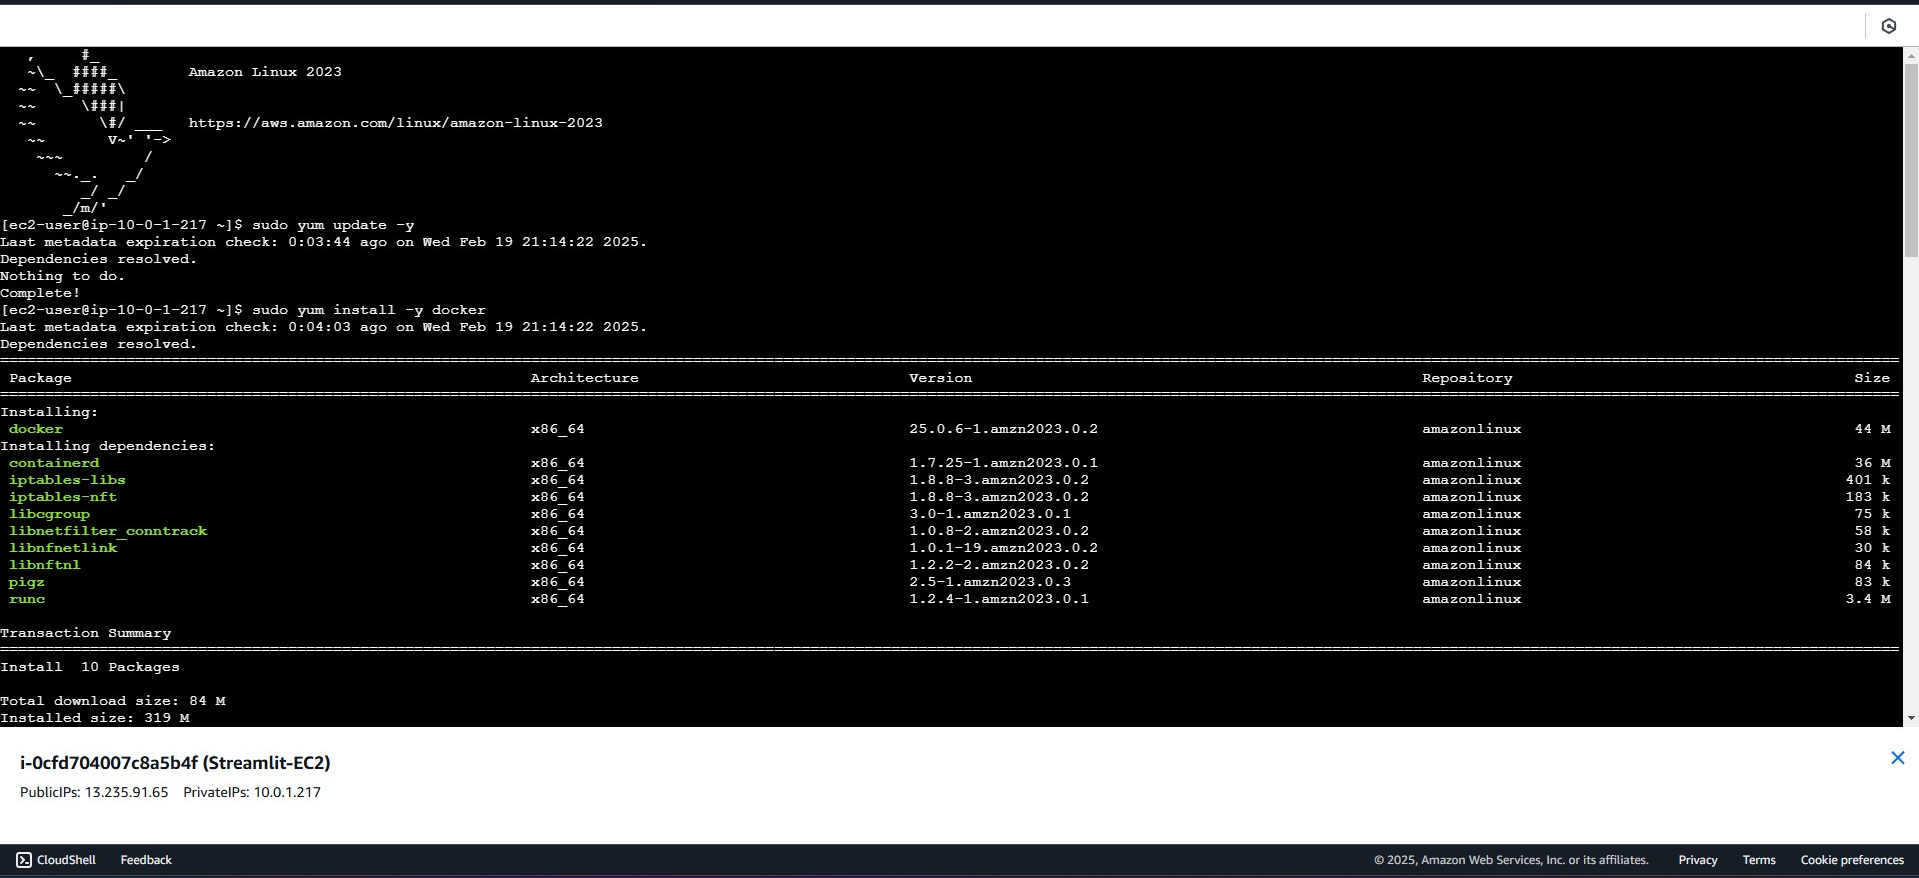 ,     #_
   ~\_  ####_        Amazon Linux 2023
  ~~  \_#####\
  ~~     \###|
  ~~       \#/ ___   https://aws.amazon.com/linux/amazon-linux-2023
   ~~       V~' '->
    ~~~         /
      ~~._.   _/
         _/ _/
       _/m/'
[ec2-user@ip-10-0-1-217 ~]$ sudo yum update -y
Last metadata expiration check: 0:03:44 ago on Wed Feb 19 21:14:22 2025.
Dependencies resolved.
Nothing to do.
Complete!
[ec2-user@ip-10-0-1-217 ~]$ sudo yum install -y docker
Last metadata expiration check: 0:04:03 ago on Wed Feb 19 21:14:22 2025.
Dependencies resolved.
Package Architecture Version Repository Size
Installing:
docker x86_64 25.0.6-1.amzn2023.0.2 amazonlinux 44 M
Installing dependencies:
containerd x86_64 1.7.25-1.amzn2023.0.1 amazonlinux 36 M
iptables-libs x86_64 1.8.8-3.amzn2023.0.2 amazonlinux 401 k
iptables-nft x86_64 1.8.8-3.amzn2023.0.2 amazonlinux 183 k
libcgroup x86_64 3.0-1.amzn2023.0.1 amazonlinux 75 k
libnetfilter_conntrack x86_64 1.0.8-2.amzn2023.0.2 amazonlinux 58 k
libnfnetlink x86_64 1.0.1-19.amzn2023.0.2 amazonlinux 30 k
libnftnl x86_64 1.2.2-2.amzn2023.0.2 amazonlinux 84 k
pigz x86_64 2.5-1.amzn2023.0.3 amazonlinux 83 k
runc x86_64 1.2.4-1.amzn2023.0.1 amazonlinux 3.4 M
Transaction Summary
Install  10 Packages
Total download size: 84 M
Installed size: 319 M
i-0cfd704007c8a5b4f (Streamlit-EC2)
PublicIPs: 13.235.91.65 PrivateIPs: 10.0.1.217
CloudShell Feedback © 2025, Amazon Web Services, Inc. or its affiliates. Privacy Terms Cookie preferences